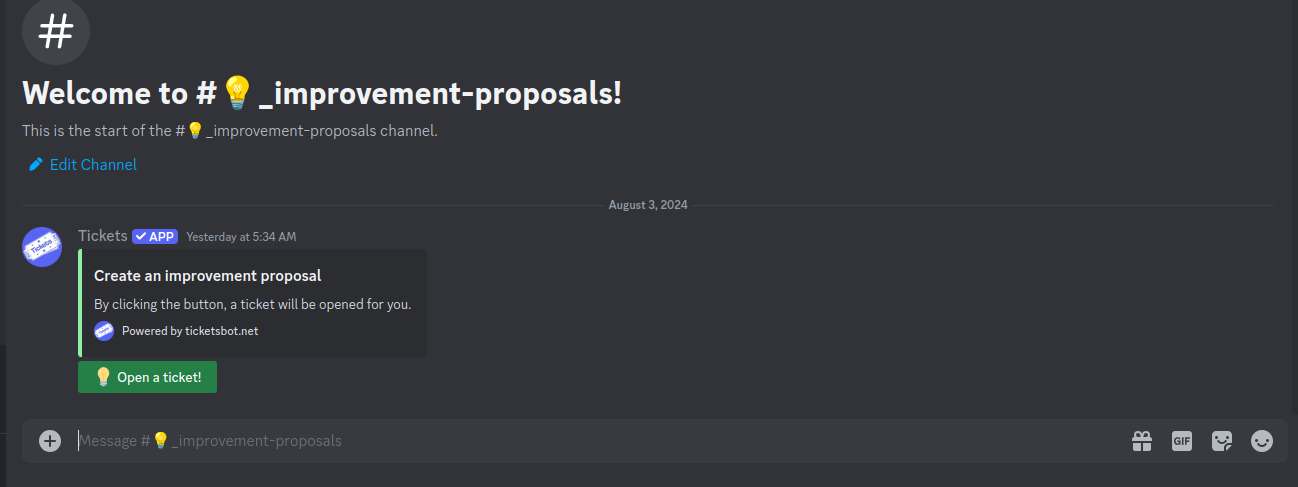 #
Welcome to #💡_improvement-proposals!
This is the start of the #💡_improvement-proposals channel.
Edit Channel
August 3, 2024
Tickets
Tickets ✓ APP Yesterday at 5:34 AM
Create an improvement proposal
By clicking the button, a ticket will be opened for you.
Powered by ticketsbot.net
💡 Open a ticket!
Message #💡_improvement-proposals GIF